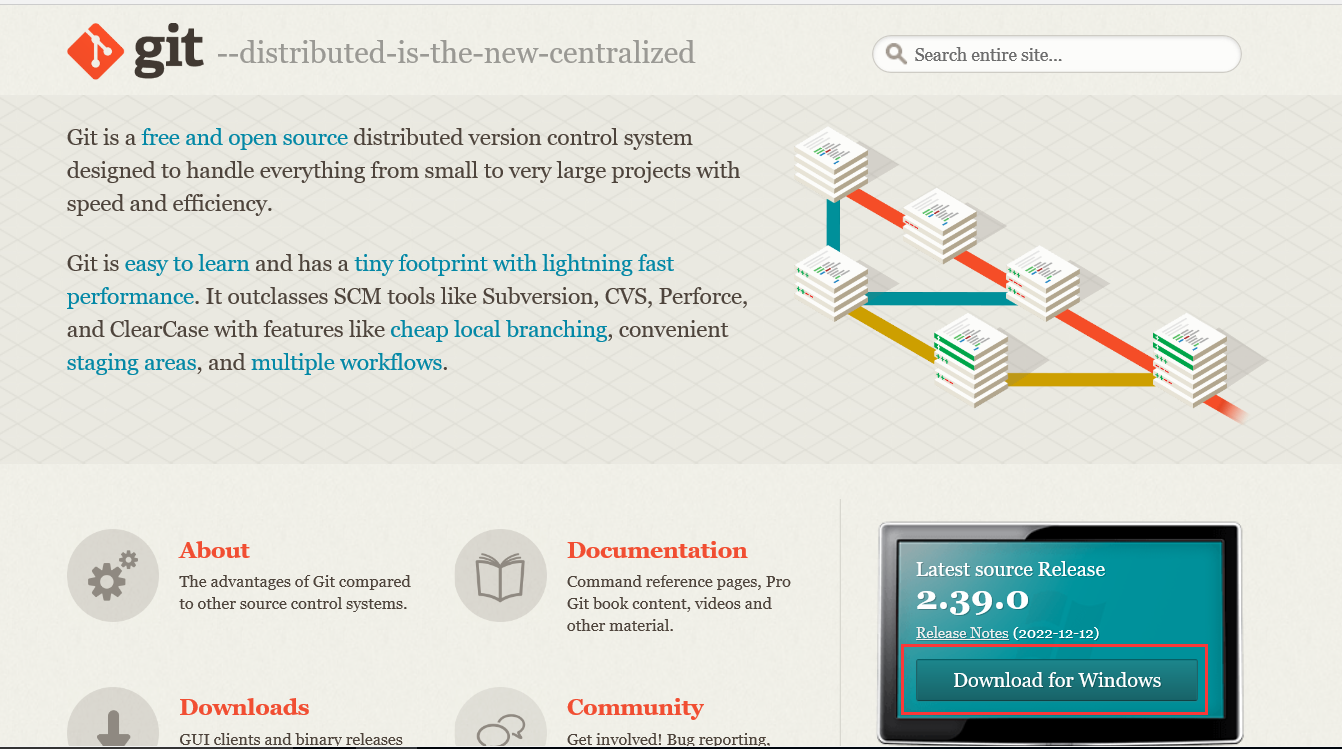 git --distributed-is-the-new-centralized
Search entire site...
Git is a free and open source distributed version control system
designed to handle everything from small to very large projects with
speed and efficiency.
Git is easy to learn and has a tiny footprint with lightning fast
performance. It outclasses SCM tools like Subversion, CVS, Perforce,
and ClearCase with features like cheap local branching, convenient
staging areas, and multiple workflows.
About
The advantages of Git compared
to other source control systems.
Documentation
Command reference pages, Pro
Git book content, videos and
other material.
Downloads
GUI clients and binary releases
Community
Get involved! Bug reporting,
Latest source Release
2.39.0
Release Notes (2022-12-12)
Download for Windows